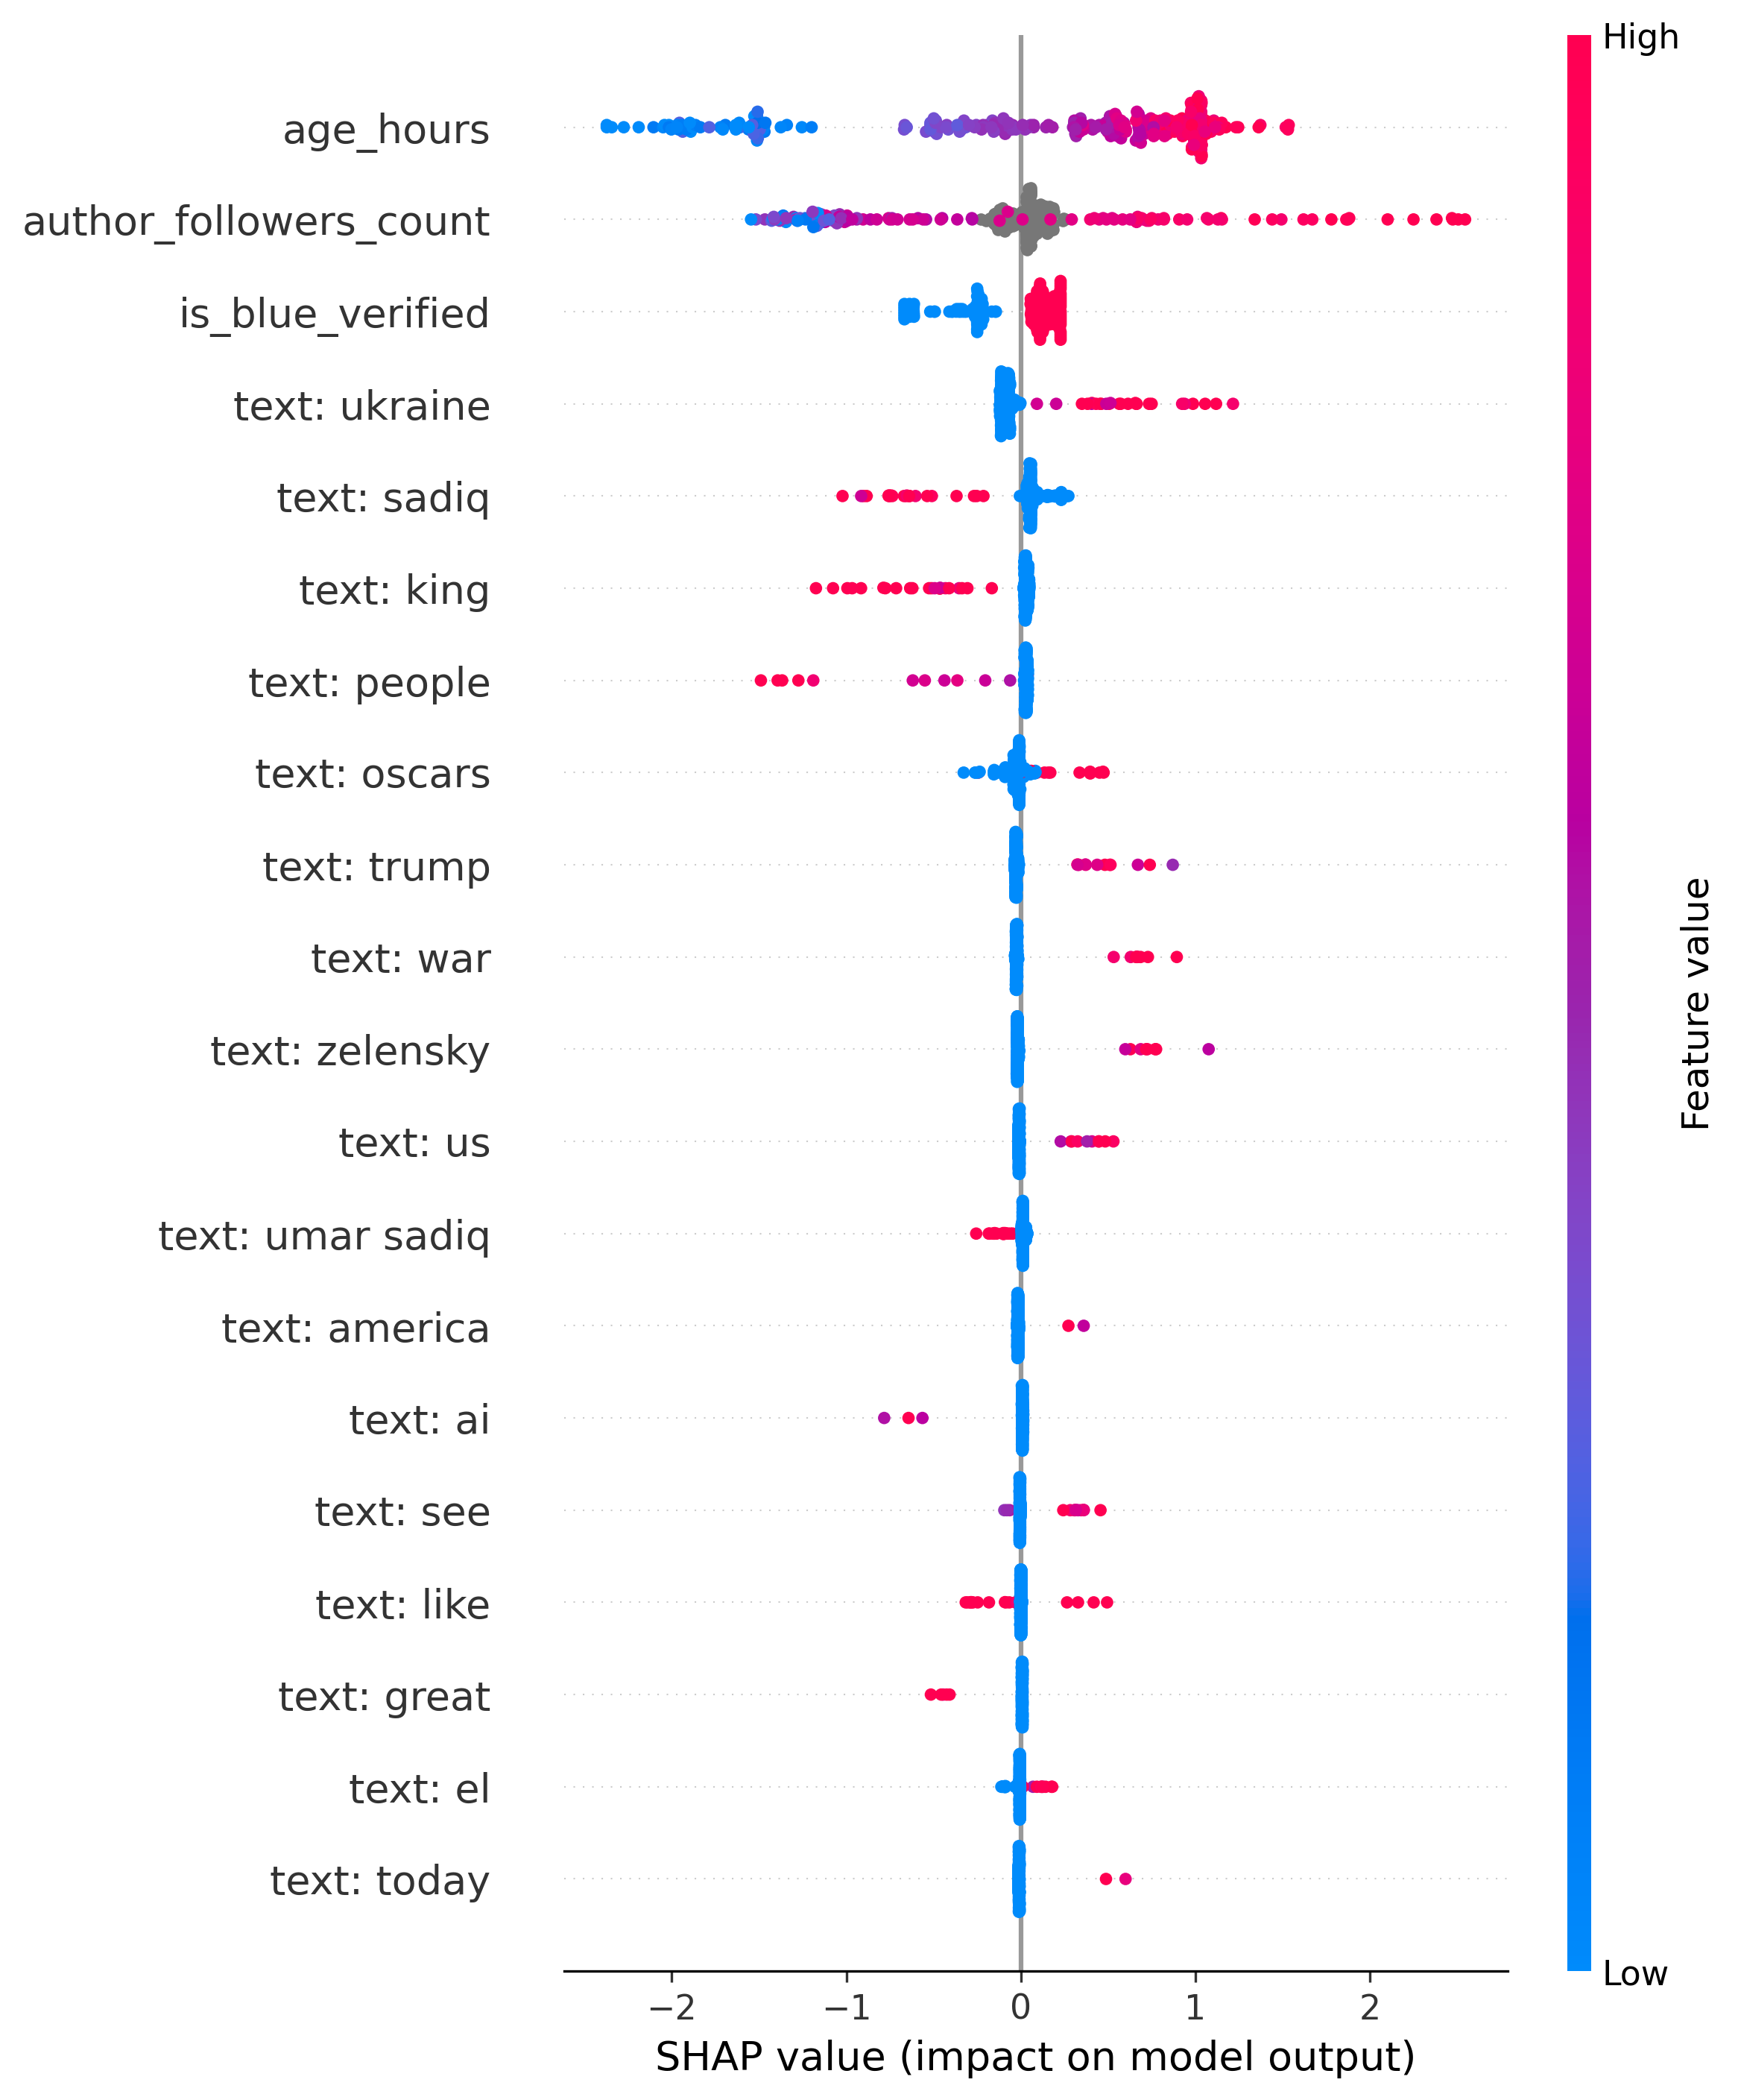 High
age_hours
author_followers_count
is_blue_verified
text: ukraine
text: sadiq
text: king
text: people
text: oscars
text: trump
text: war
text: zelensky
text: us
text: umar sadiq
text: america
text: ai
text: see
text: like
text: great
text: el
text: today
Feature value
Low
−2 −1 0 1 2
SHAP value (impact on model output)